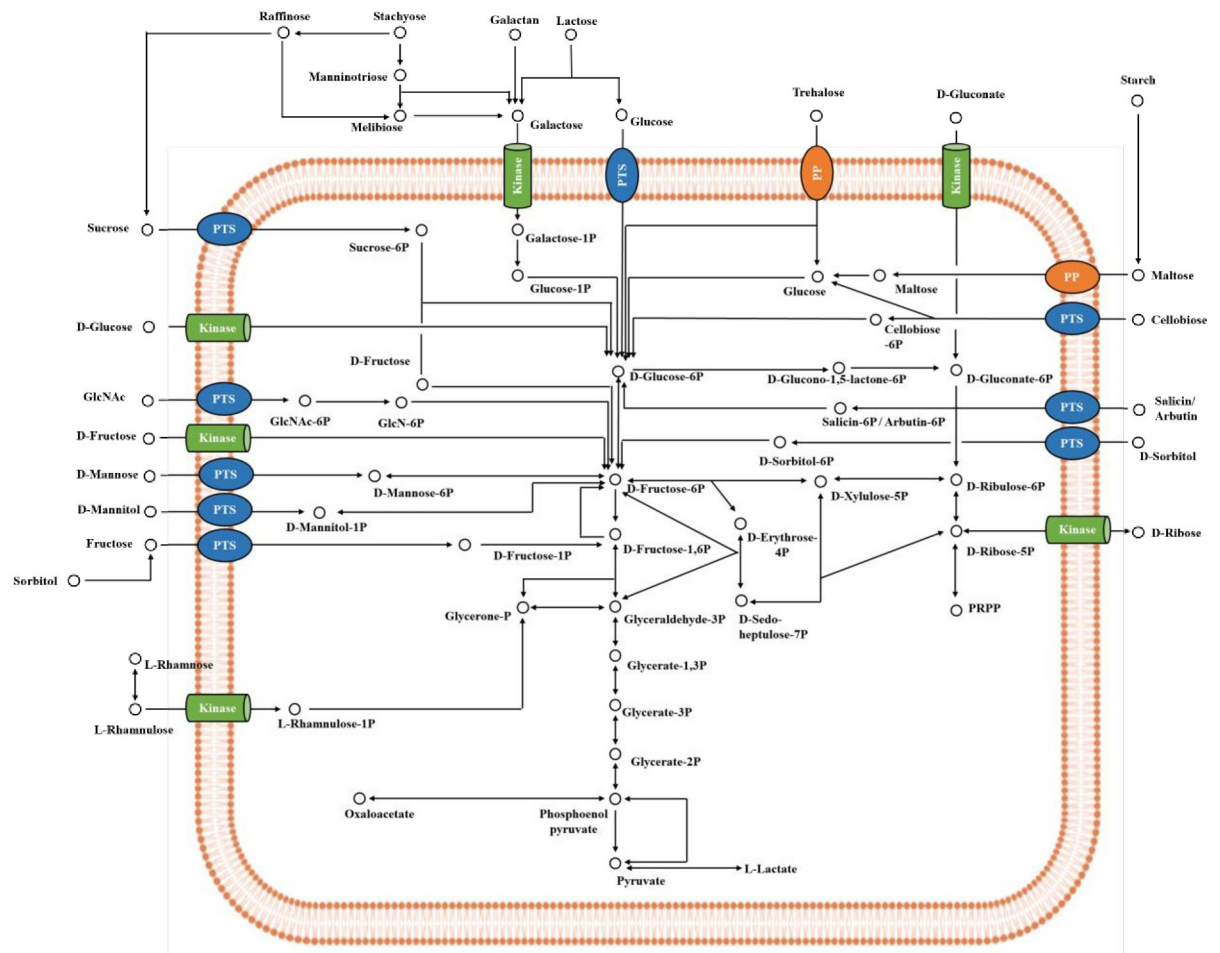 Raffinose
Stachyose
Galactan
Lactose
Manninotriose
Starch
Trehalose
D-Gluconate
Melibiose
Galactose
Glucose
Kinase
PTS
PP
Kinase
Sucrose
PTS
Sucrose-6P
Galactose-1P
Glucose-1P
Glucose
Maltose
PP
Maltose
D-Glucose
Kinase
Cellobiose
-6P
PTS
Cellobiose
D-Fructose
D-Glucose-6P
D-Glucono-1,5-lactone-6P
D-Gluconate-6P
GlcNAc
PTS
GlcNAc-6P
GlcN-6P
Salicin-6P / Arbutin-6P
PTS
Salicin/
Arbutin
D-Fructose
Kinase
D-Sorbitol-6P
PTS
D-Sorbitol
D-Mannose
PTS
D-Mannose-6P
D-Fructose-6P
D-Xylulose-5P
D-Ribulose-6P
D-Mannitol
PTS
D-Mannitol-1P
Fructose
PTS
D-Fructose-1P
D-Fructose-1,6P
D-Erythrose-
4P
D-Ribose-5P
Kinase
D-Ribose
Sorbitol
Glycerone-P
Glyceraldehyde-3P
D-Sedo-
heptulose-7P
PRPP
L-Rhamnose
Glycerate-1,3P
L-Rhamnulose
Kinase
L-Rhamnulose-1P
Glycerate-3P
Glycerate-2P
Oxaloacetate
Phosphoenol
pyruvate
Pyruvate
L-Lactate